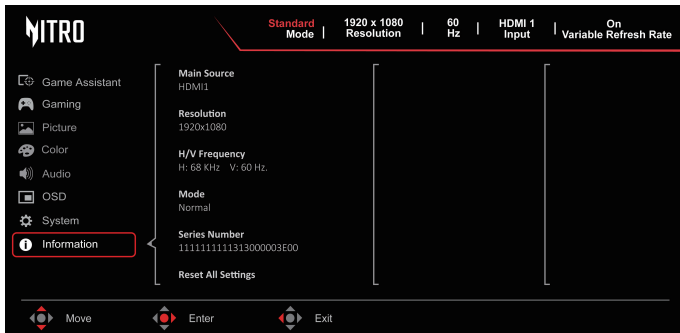 NITRO
Standard Mode
1920 x 1080 Resolution
60 Hz
HDMI 1 Input
On Variable Refresh Rate
Game Assistant
Gaming
Picture
Color
Audio
OSD
System
Information
Main Source
HDMI1
Resolution
1920x1080
H/V Frequency
H: 68 KHz V: 60 Hz.
Mode
Normal
Series Number
1111111111313000003E00
Reset All Settings
Move
Enter
Exit